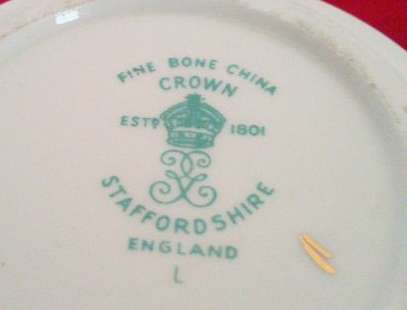 FINE BONE CHINA
CROWN
ESTD 1801
STAFFORDSHIRE
ENGLAND
L